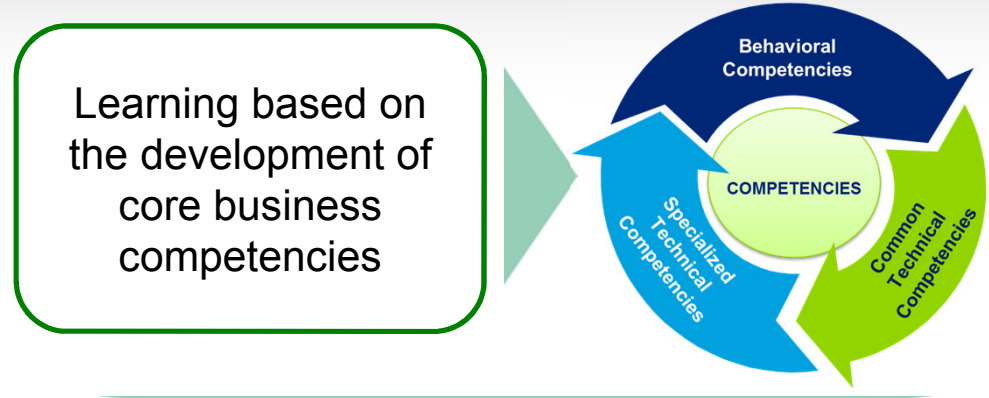 Learning based on
the development of
core business
competencies
Behavioral
Competencies
COMPETENCIES
Common
Technical
Competencies
Specialized
Technical
Competencies